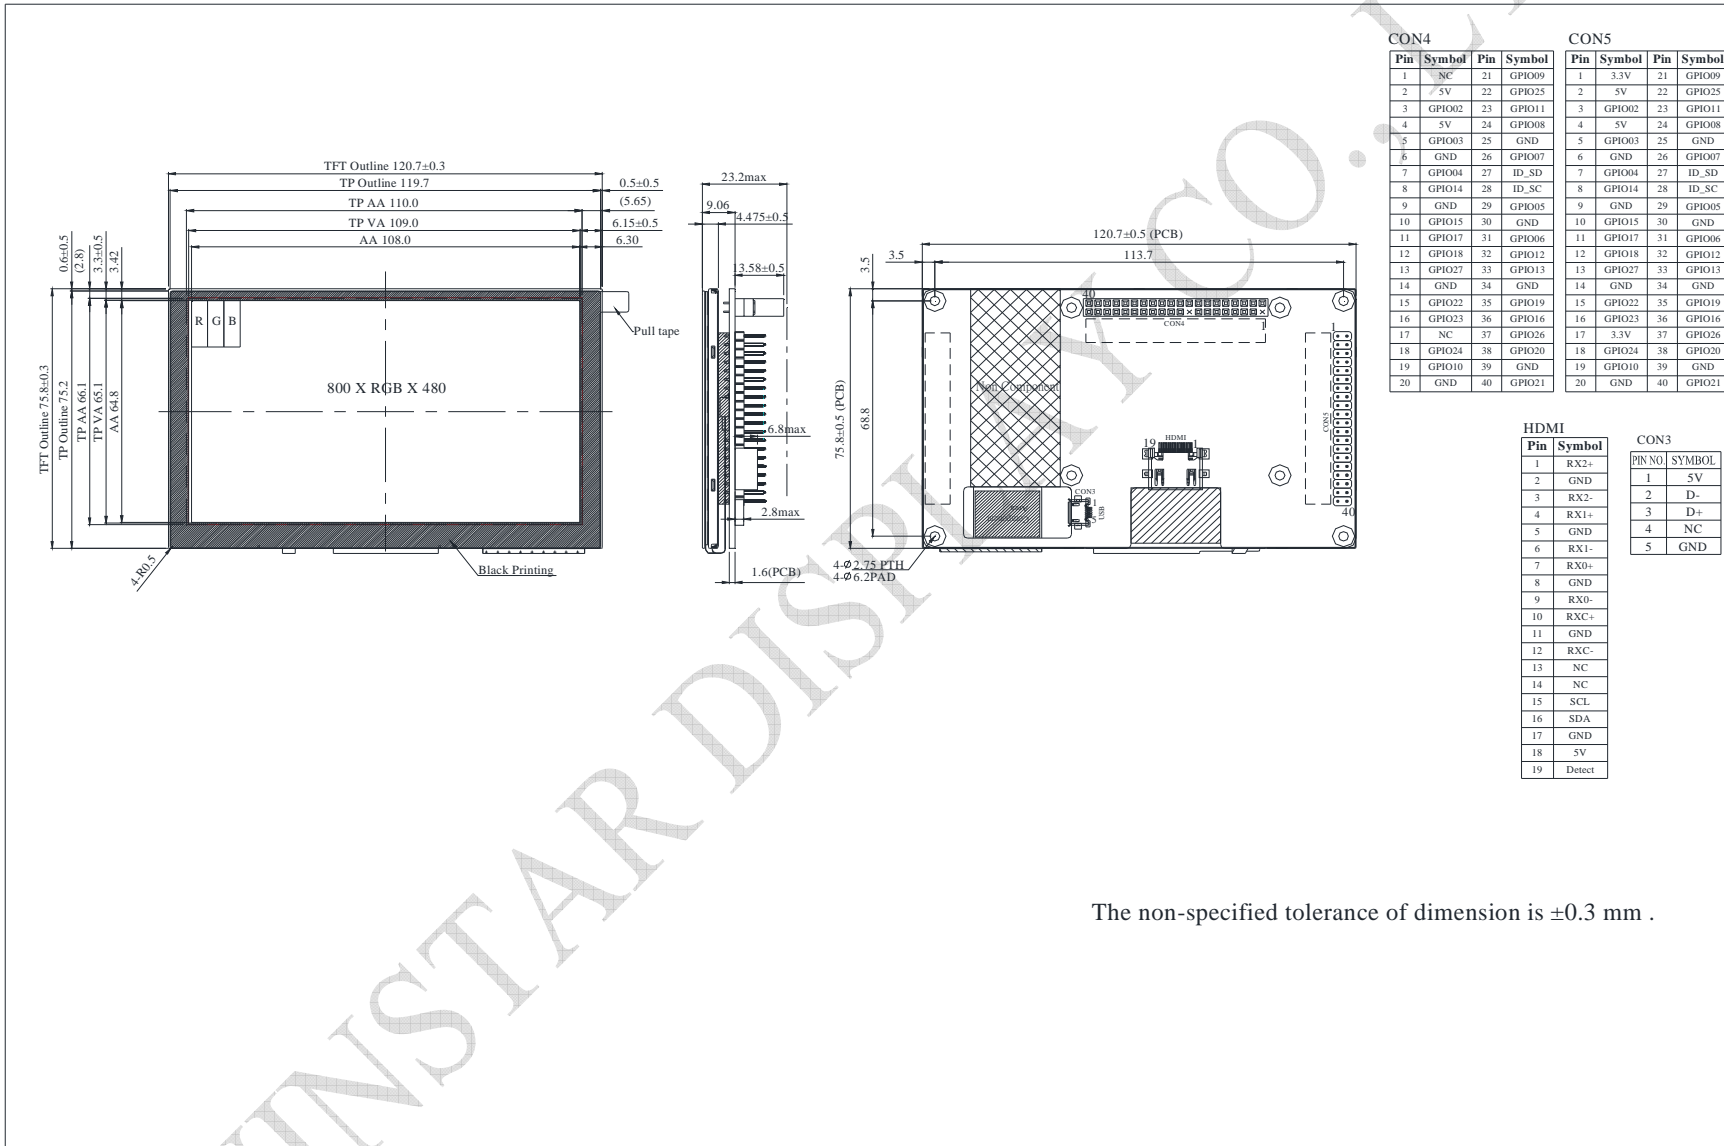 CON4
Pin Symbol Pin Symbol
1 NC 21 GPIO09
2 5V 22 GPIO25
3 GPIO02 23 GPIO11
4 5V 24 GPIO08
5 GPIO03 25 GND
6 GND 26 GPIO07
7 GPIO04 27 ID_SD
8 GPIO14 28 ID_SC
9 GND 29 GPIO05
10 GPIO15 30 GND
11 GPIO17 31 GPIO06
12 GPIO18 32 GPIO12
13 GPIO27 33 GPIO13
14 GND 34 GND
15 GPIO22 35 GPIO19
16 GPIO23 36 GPIO16
17 NC 37 GPIO26
18 GPIO24 38 GPIO20
19 GPIO10 39 GND
20 GND 40 GPIO21
CON5
Pin Symbol Pin Symbol
1 3.3V 21 GPIO09
2 5V 22 GPIO25
3 GPIO02 23 GPIO11
4 5V 24 GPIO08
5 GPIO03 25 GND
6 GND 26 GPIO07
7 GPIO04 27 ID_SD
8 GPIO14 28 ID_SC
9 GND 29 GPIO05
10 GPIO15 30 GND
11 GPIO17 31 GPIO06
12 GPIO18 32 GPIO12
13 GPIO27 33 GPIO13
14 GND 34 GND
15 GPIO22 35 GPIO19
16 GPIO23 36 GPIO16
17 3.3V 37 GPIO26
18 GPIO24 38 GPIO20
19 GPIO10 39 GND
20 GND 40 GPIO21
TFT Outline 120.7±0.3
TP Outline 119.7
0.5±0.5
TP AA 110.0
(5.65)
TP VA 109.0
6.15±0.5
AA 108.0
6.30
0.6±0.5
(2.8)
3.3±0.5
3.42
TFT Outline 75.8±0.3
TP Outline 75.2
TP AA 66.1
TP VA 65.1
AA 64.8
R G B
800 X RGB X 480
Pull tape
Black Printing
4-R0.5
23.2max
9.06
4.475±0.5
13.58±0.5
6.8max
2.8max
1.6(PCB)
120.7±0.5 (PCB)
113.7
3.5
3.5
75.8±0.5 (PCB)
68.8
40
CON4
1
1
CON5
40
Non Component
HDMI
19
1
CON3
1
5
USB
4-Ø 2.75 PTH
4-Ø 6.2PAD
HDMI
Pin Symbol
1 RX2+
2 GND
3 RX2-
4 RX1+
5 GND
6 RX1-
7 RX0+
8 GND
9 RX0-
10 RXC+
11 GND
12 RXC-
13 NC
14 NC
15 SCL
16 SDA
17 GND
18 5V
19 Detect
CON3
PIN NO. SYMBOL
1 5V
2 D-
3 D+
4 NC
5 GND
The non-specified tolerance of dimension is ±0.3 mm .
INSTAR DISPLAY CO., L